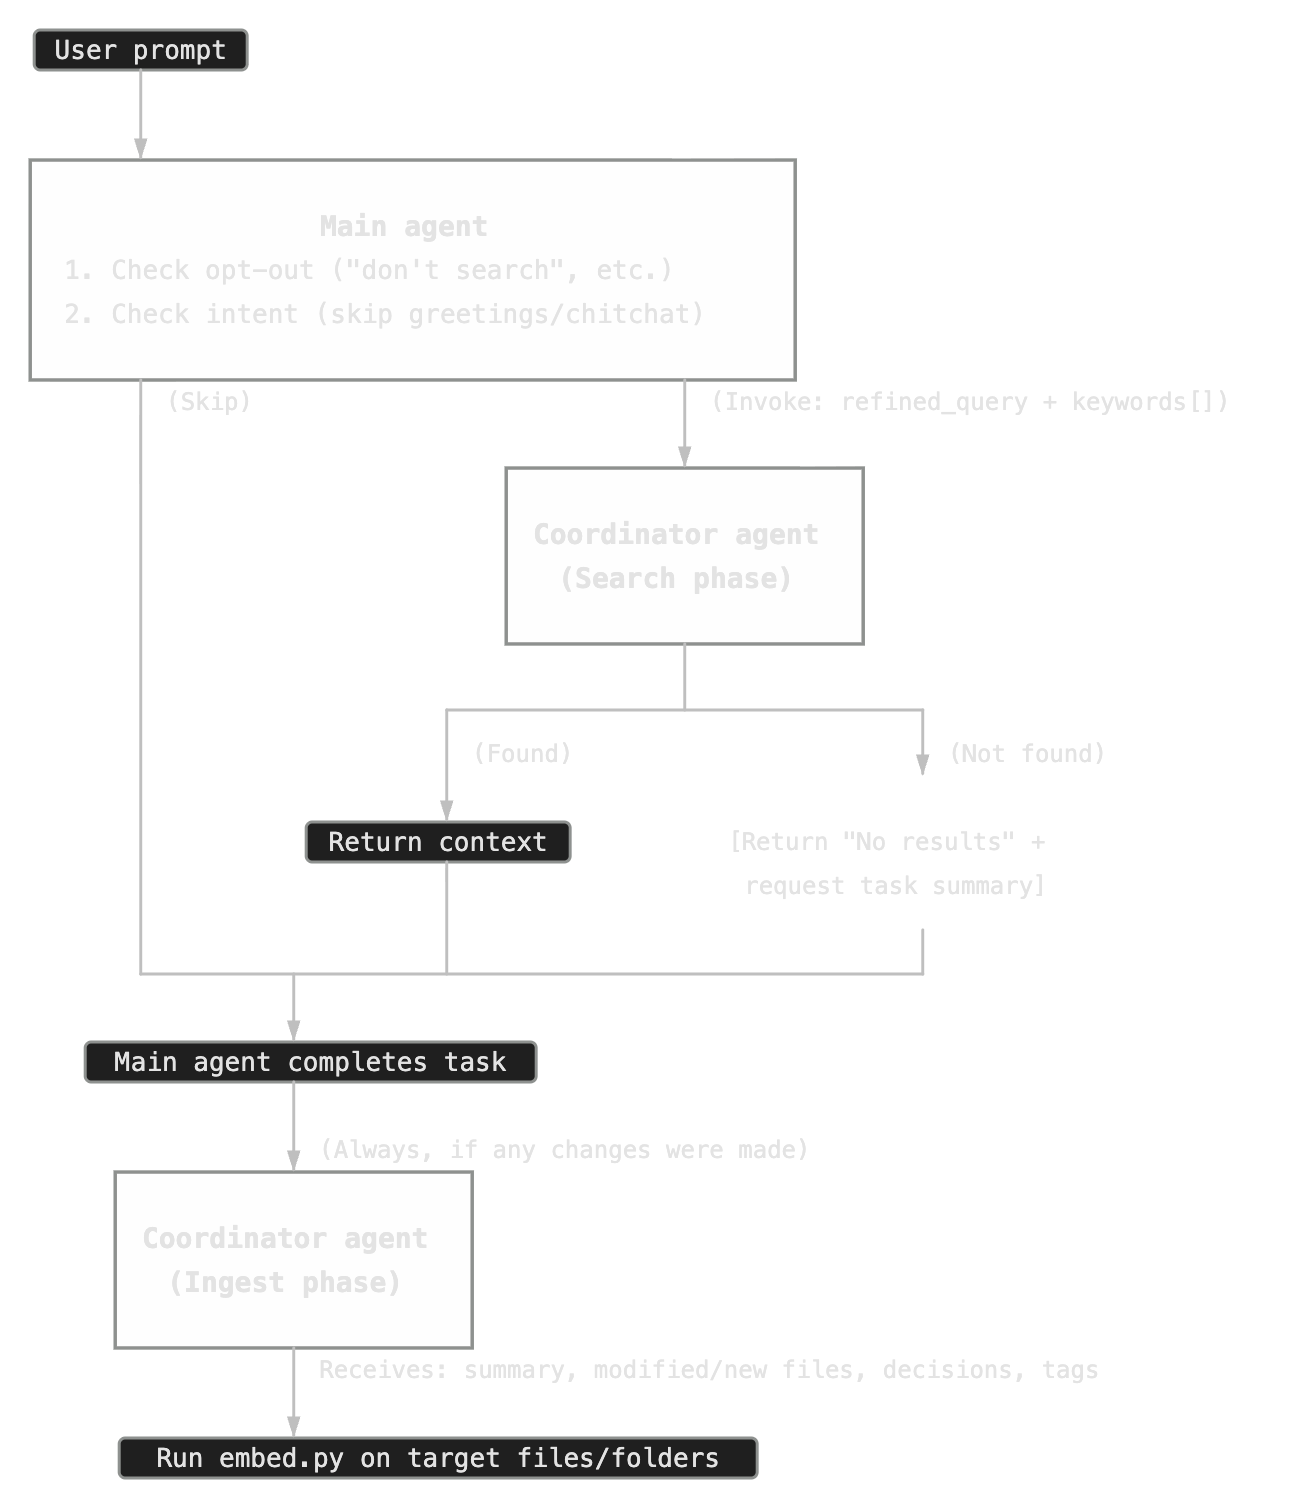 User prompt
Main agent
1. Check opt-out ("don't search", etc.)
2. Check intent (skip greetings/chitchat)
(Skip)
(Invoke: refined_query + keywords[])
Coordinator agent
(Search phase)
(Found)
(Not found)
Return context
[Return "No results" +
request task summary]
Main agent completes task
(Always, if any changes were made)
Coordinator agent
(Ingest phase)
Receives: summary, modified/new files, decisions, tags
Run embed.py on target files/folders